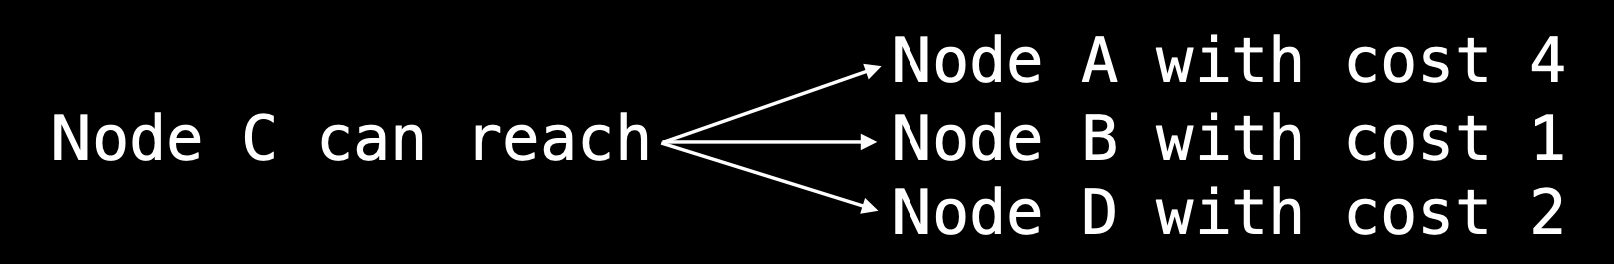 Node A with cost 4
Node C can reach Node B with cost 1
Node D with cost 2